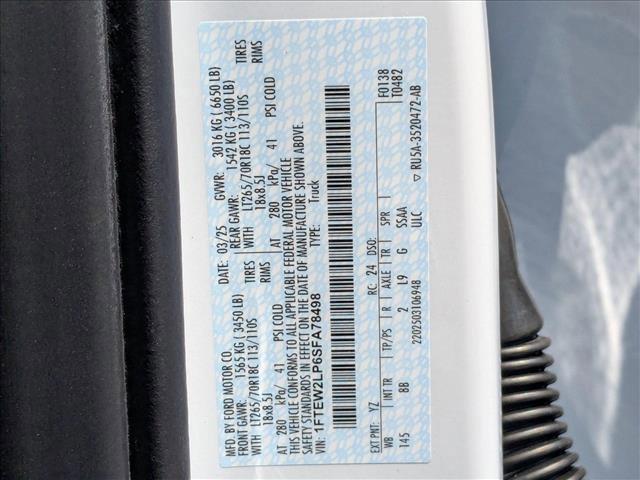 MFD. BY FORD MOTOR CO.
DATE: 03/25 GVWR: 3016 KG ( 6650 LB)
FRONT GAWR: 1565 KG ( 3450 LB) REAR GAWR: 1542 KG ( 3400 LB)
WITH LT265/70R18C 113/110S TIRES WITH LT265/70R18C 113/110S TIRES
18x8.5J RIMS 18x8.5J RIMS
AT 280 kPa/ 41 PSI COLD AT 280 kPa/ 41 PSI COLD
THIS VEHICLE CONFORMS TO ALL APPLICABLE FEDERAL MOTOR VEHICLE
SAFETY STANDARDS IN EFFECT ON THE DATE OF MANUFACTURE SHOWN ABOVE.
VIN: 1FTEW2LP6SFA78498 TYPE: Truck
EXT PNT: YZ RC: 24 DSO: F0138
T0482
WB INT TR TP/PS R AXLE TR SPR
145 8B 2 L9 G SSAA
ULC
2202503106948 ▽ RU5A-3520472-AB